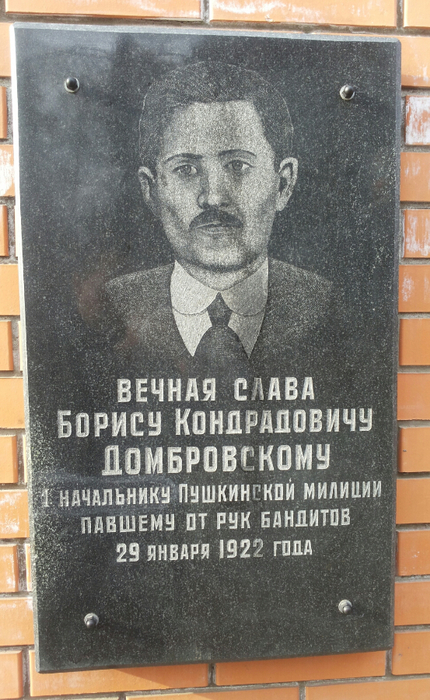 ВЕЧНАЯ СЛАВА
БОРИСУ КОНДРАДОВИЧУ
ДОМБРОВСКОМУ
I НАЧАЛЬНИКУ ПУШКИНСКОЙ МИЛИЦИИ
ПАВШЕМУ ОТ РУК БАНДИТОВ
29 ЯНВАРЯ 1922 ГОДА